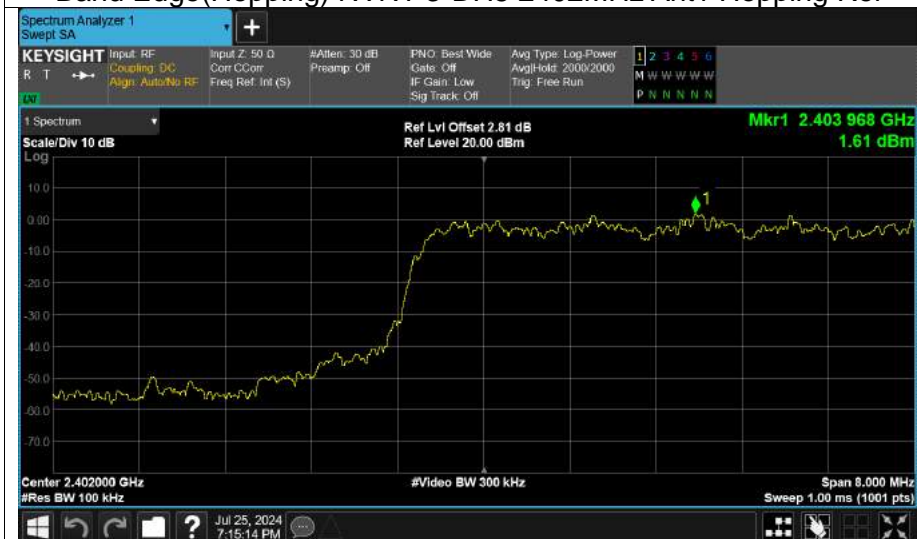 Spectrum Analyzer 1
Swept SA
KEYSIGHT
R T
LXI
Input: RF
Coupling: DC
Align: Auto/No RF
Input Z: 50 Ω
Corr CCorr
Freq Ref: Int (S)
#Atten: 30 dB
Preamp: Off
PNO: Best Wide
Gate: Off
IF Gain: Low
Sig Track: Off
Avg Type: Log-Power
Avg|Hold: 2000/2000
Trig: Free Run
1 2 3 4 5 6
M W W W W W
P N N N N N
1 Spectrum
Scale/Div 10 dB
Log
Ref Lvl Offset 2.81 dB
Ref Level 20.00 dBm
Mkr1 2.403 968 GHz
1.61 dBm
10.0
0.00
-10.0
-20.0
-30.0
-40.0
-50.0
-60.0
-70.0
1
Center 2.402000 GHz
#Res BW 100 kHz
#Video BW 300 kHz
Span 8.000 MHz
Sweep 1.00 ms (1001 pts)
?
Jul 25, 2024
7:15:14 PM